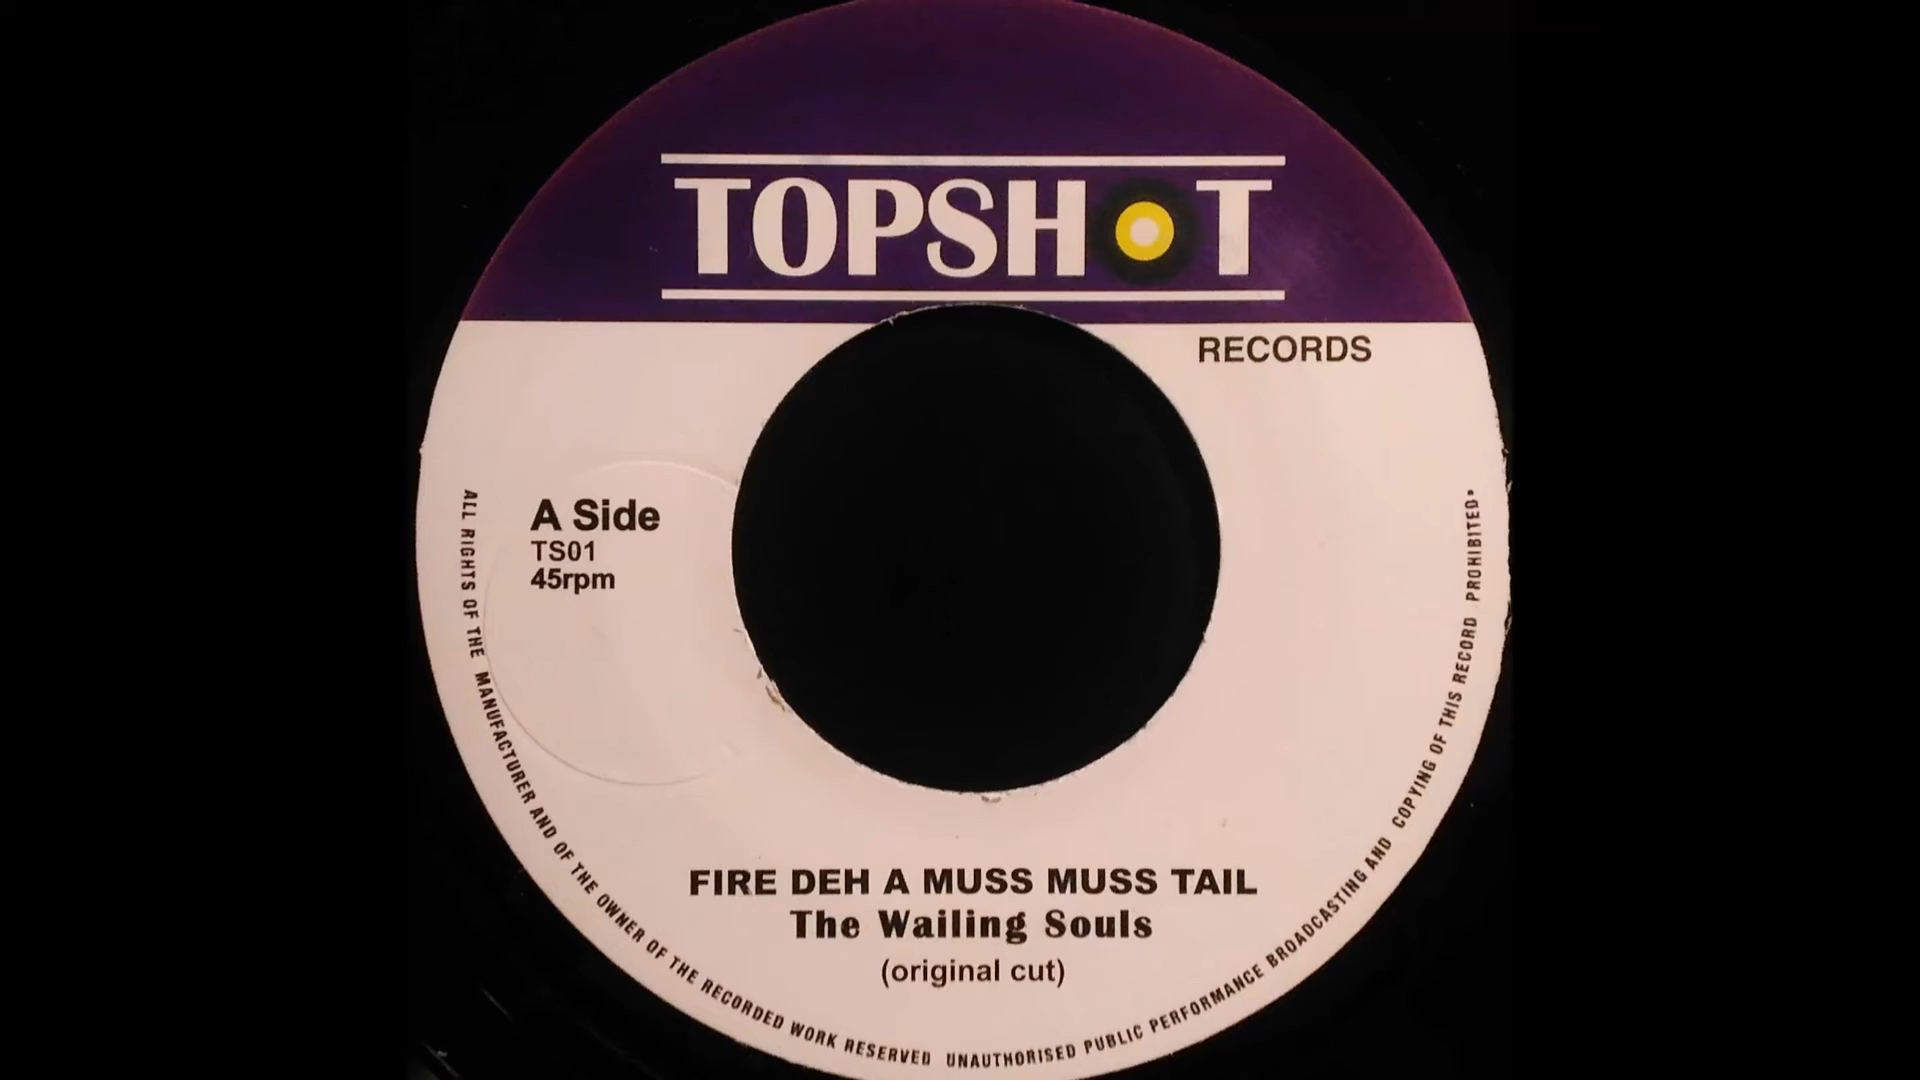 TOPSHOT
RECORDS
A Side
TS01
45rpm
FIRE DEH A MUSS MUSS TAIL
The Wailing Souls
(original cut)
ALL RIGHTS OF THE MANUFACTURER AND OF THE OWNER OF THE RECORDED WORK RESERVED UNAUTHORISED PUBLIC PERFORMANCE BROADCASTING AND COPYING OF THIS RECORD PROHIBITED•